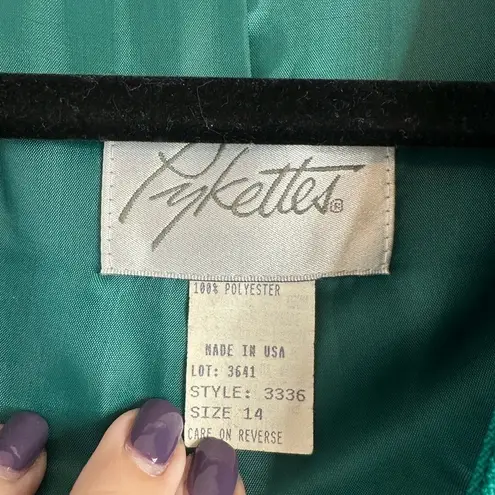 Pykettes®
100% POLYESTER
MADE IN USA
LOT: 3641
STYLE: 3336
SIZE 14
CARE ON REVERSE